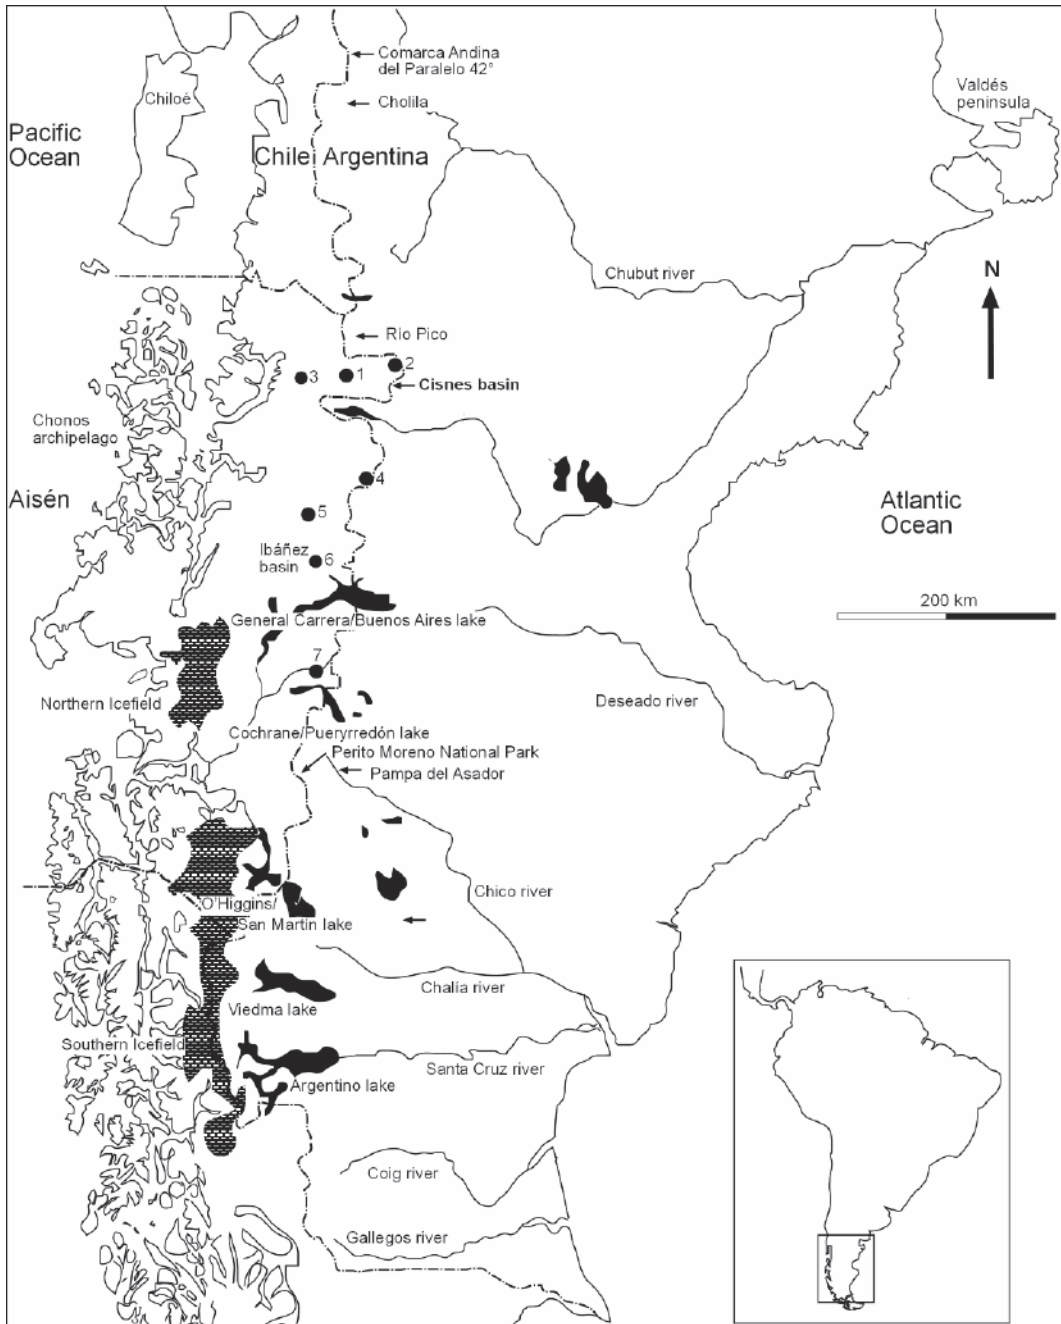 Comarca Andina
del Paralelo 42°
Chiloé
Cholila
Valdés
peninsula
Pacific
Ocean
Chile
Argentina
Chubut river
N
Río Pico
2
3
1
Cisnes basin
Chonos
archipelago
4
Aisén
Atlantic
Ocean
5
Ibáñez
basin
6
200 km
General Carrera/Buenos Aires lake
7
Northern Icefield
Deseado river
Cochrane/Pueryrredón lake
Perito Moreno National Park
Pampa del Asador
Chico river
O'Higgins/
San Martín lake
Chalía river
Viedma lake
Southern Icefield
Santa Cruz river
Argentino lake
Coig river
Gallegos river